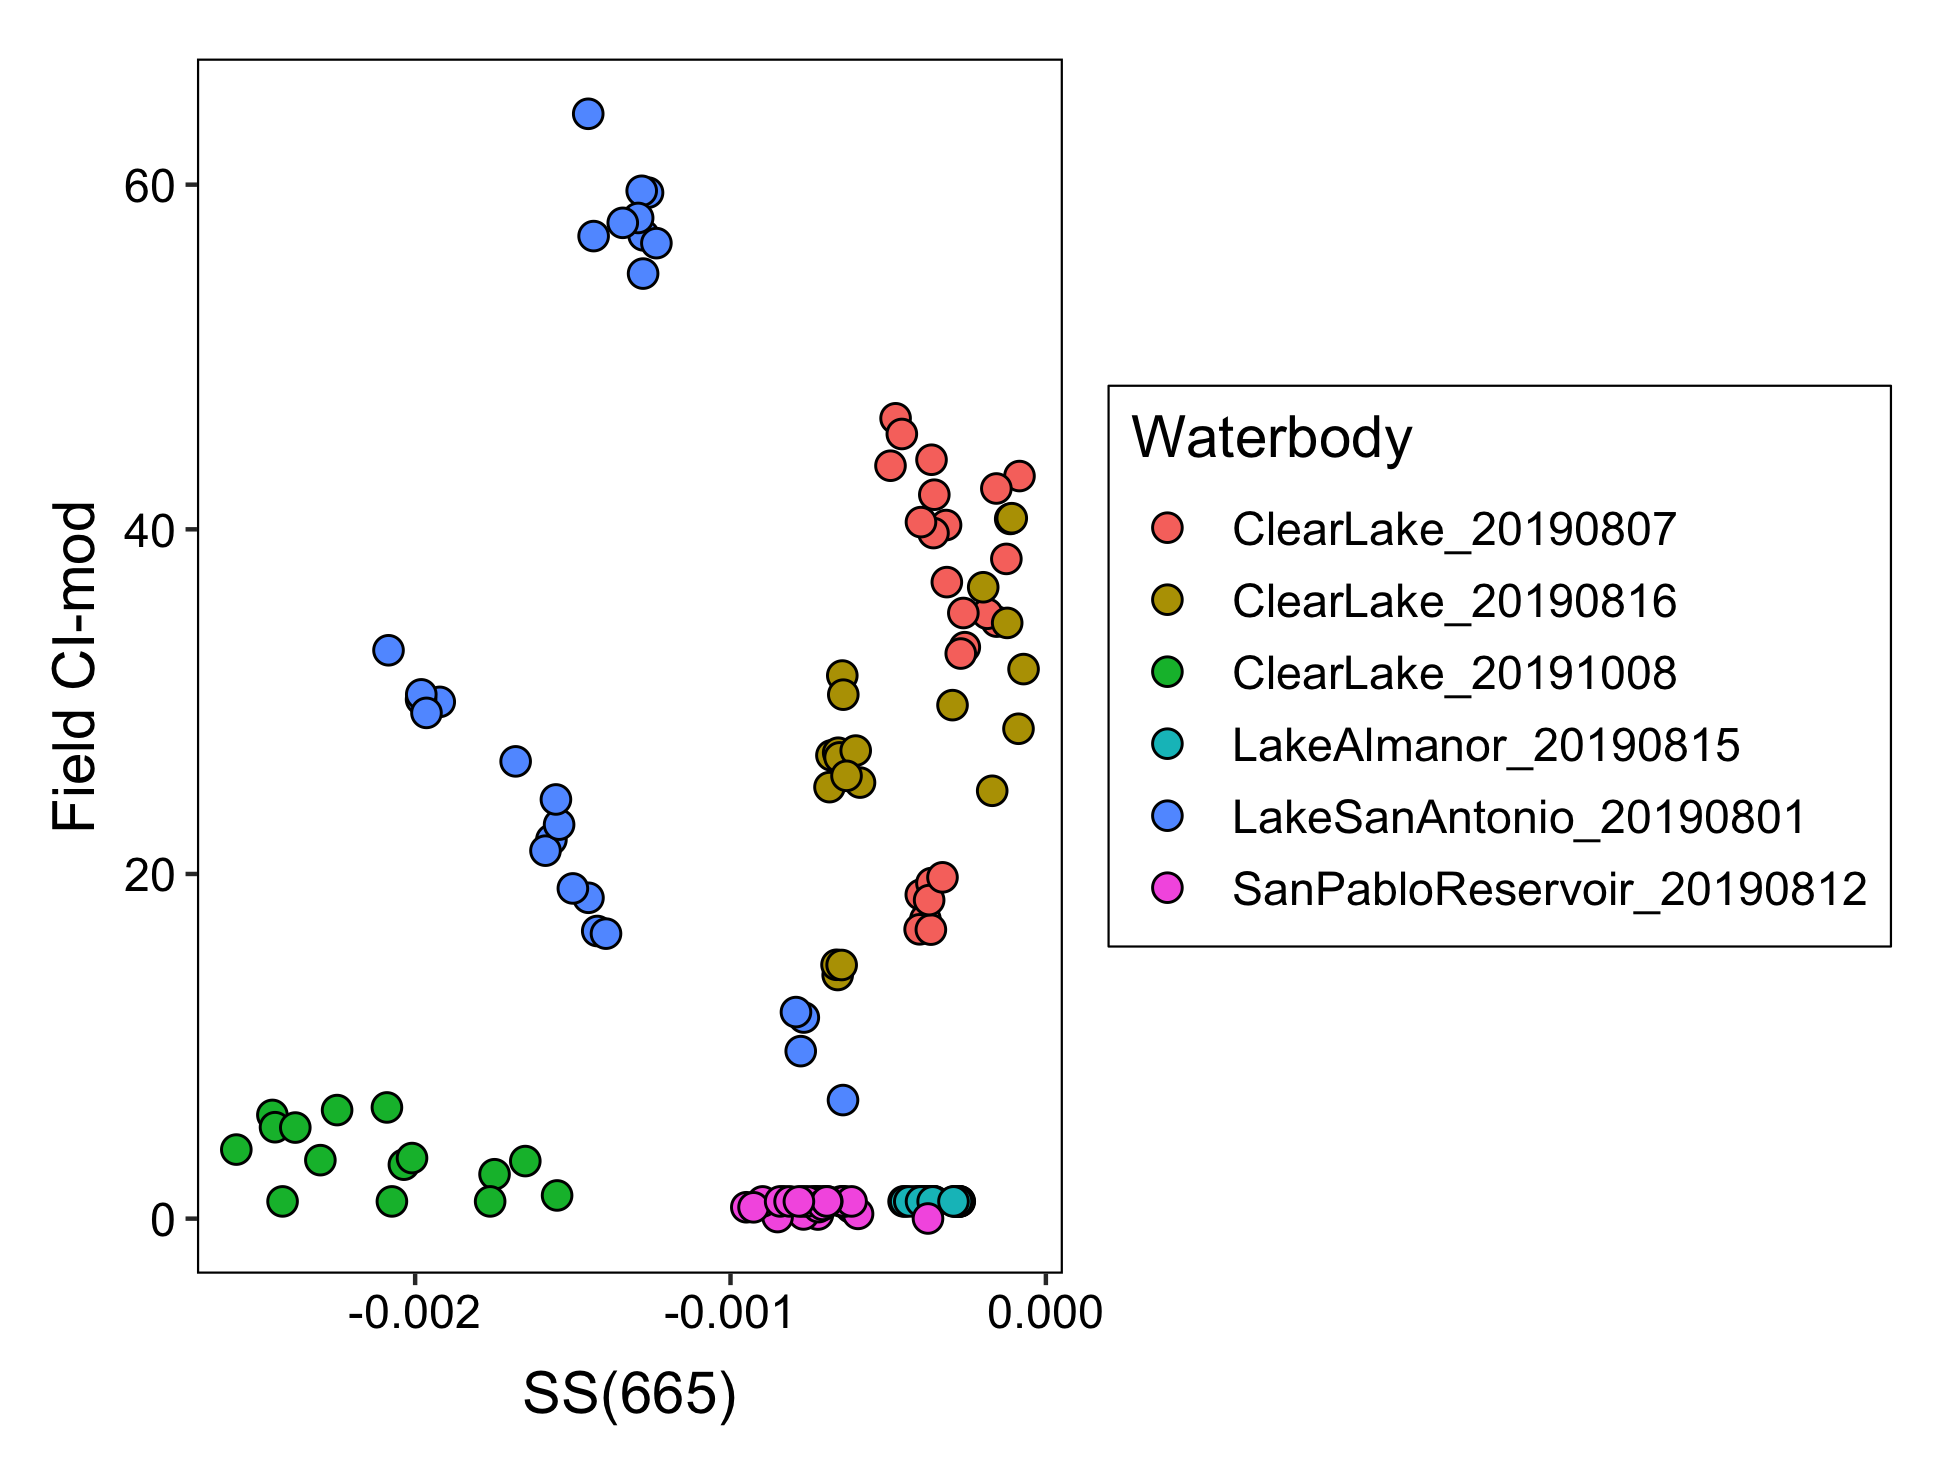 60
40
20
0
Field CI-mod
-0.002
-0.001
0.000
SS(665)
Waterbody
ClearLake_20190807
ClearLake_20190816
ClearLake_20191008
LakeAlmanor_20190815
LakeSanAntonio_20190801
SanPabloReservoir_20190812